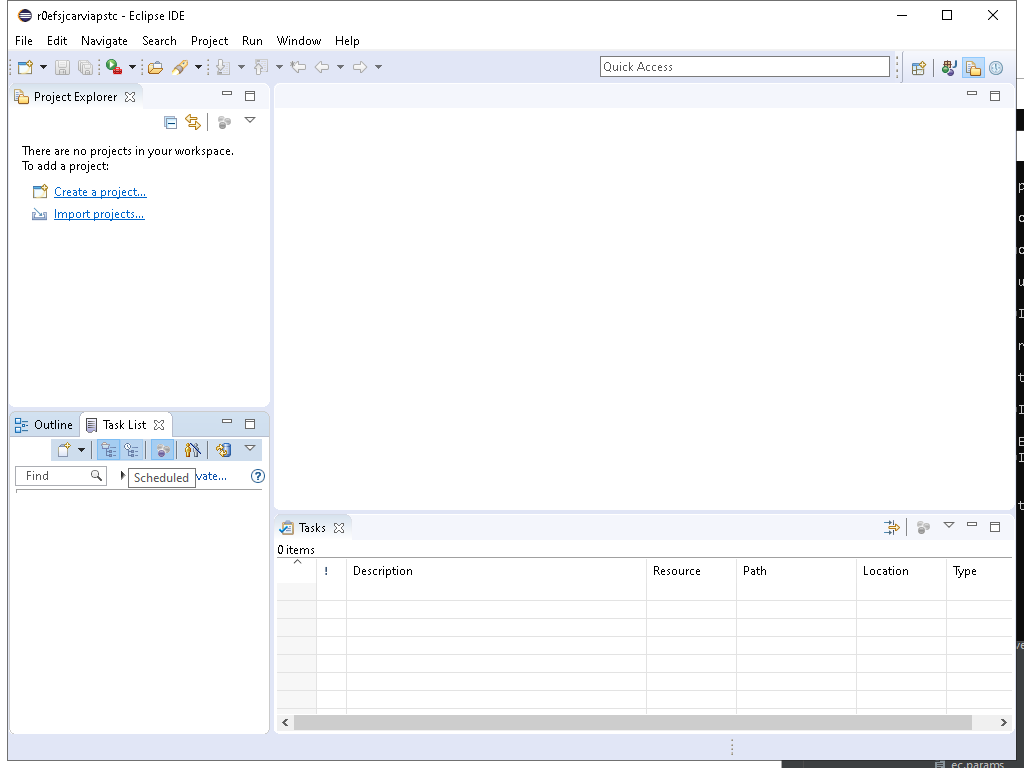 r0efsjcarviapstc - Eclipse IDE
File Edit Navigate Search Project Run Window Help
Quick Access
Project Explorer
There are no projects in your workspace.
To add a project:
Create a project...
Import projects...
Outline Task List
Find
Scheduled
vate...
Tasks
0 items
! Description Resource Path Location Type
ec.params